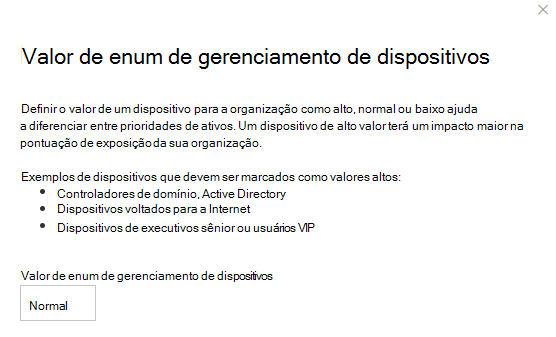 Valor de enum de gerenciamento de dispositivos
Definir o valor de um dispositivo para a organização como alto, normal ou baixo ajuda
a diferenciar entre prioridades de ativos. Um dispositivo de alto valor terá um impacto maior na
pontuação de exposição da sua organização.
Exemplos de dispositivos que devem ser marcados como valores altos:
• Controladores de domínio, Active Directory
• Dispositivos voltados para a Internet
• Dispositivos de executivos sênior ou usuários VIP
Valor de enum de gerenciamento de dispositivos
Normal